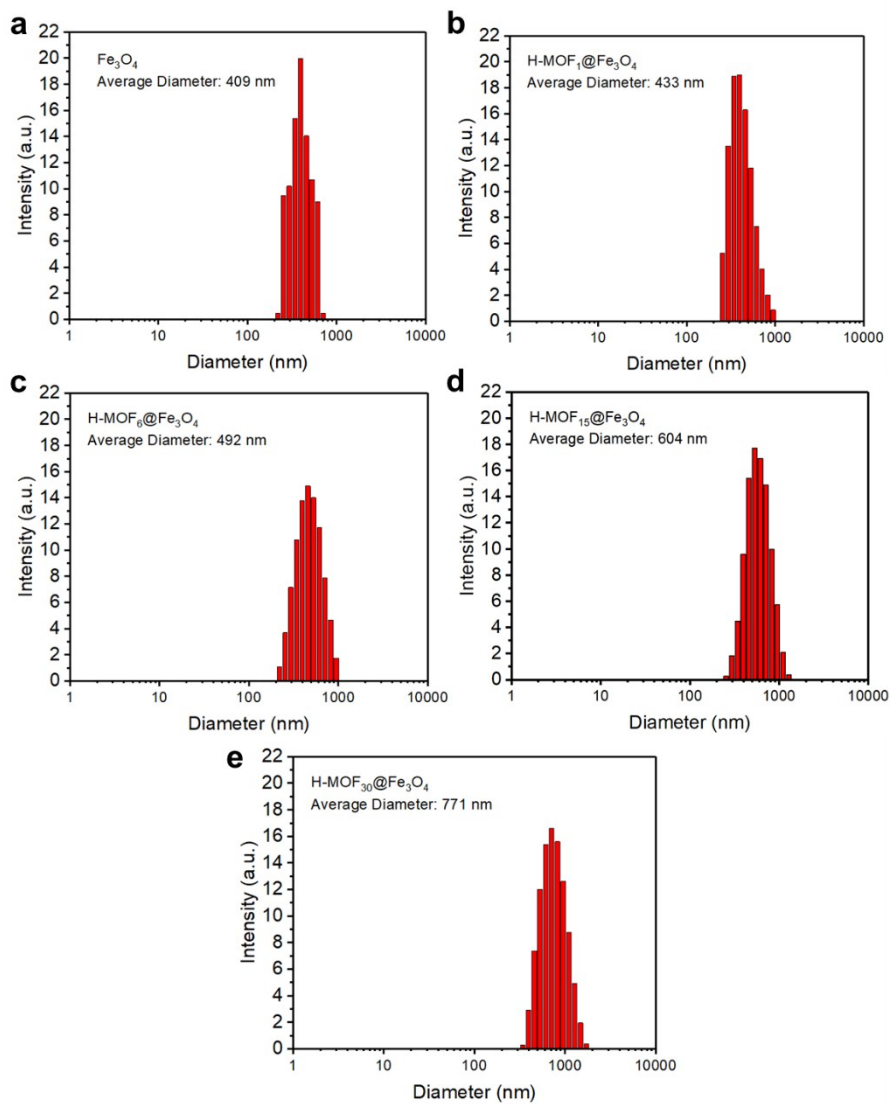 a
Fe₃O₄
Average Diameter: 409 nm
Intensity (a.u.)
22
20
18
16
14
12
10
8
6
4
2
0
1 10 100 1000 10000
Diameter (nm)
b
H-MOF₁@Fe₃O₄
Average Diameter: 433 nm
Intensity (a.u.)
22
20
18
16
14
12
10
8
6
4
2
0
1 10 100 1000 10000
Diameter (nm)
c
H-MOF₆@Fe₃O₄
Average Diameter: 492 nm
Intensity (a.u.)
22
20
18
16
14
12
10
8
6
4
2
0
1 10 100 1000 10000
Diameter (nm)
d
H-MOF₁₅@Fe₃O₄
Average Diameter: 604 nm
Intensity (a.u.)
22
20
18
16
14
12
10
8
6
4
2
0
1 10 100 1000 10000
Diameter (nm)
e
H-MOF₃₀@Fe₃O₄
Average Diameter: 771 nm
Intensity (a.u.)
22
20
18
16
14
12
10
8
6
4
2
0
1 10 100 1000 10000
Diameter (nm)